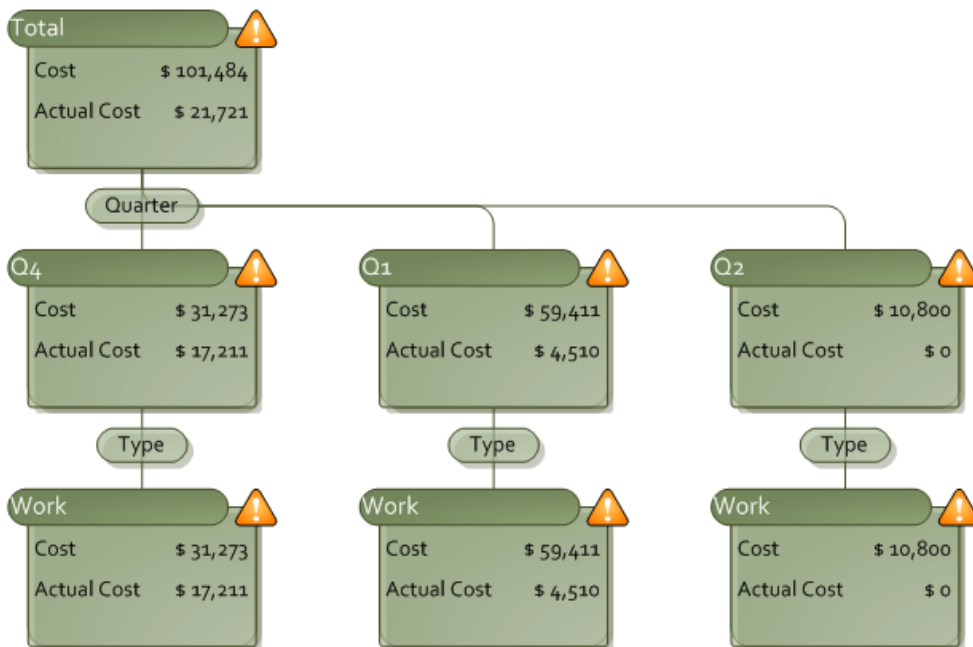 Total
Cost $ 101,484
Actual Cost $ 21,721
Quarter
Q4 Q1 Q2
Cost $ 31,273 Cost $ 59,411 Cost $ 10,800
Actual Cost $ 17,211 Actual Cost $ 4,510 Actual Cost $ 0
Type Type Type
Work Work Work
Cost $ 31,273 Cost $ 59,411 Cost $ 10,800
Actual Cost $ 17,211 Actual Cost $ 4,510 Actual Cost $ 0